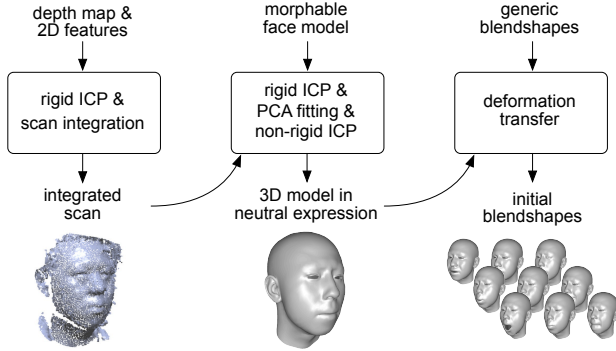 depth map &
2D features
rigid ICP &
scan integration
integrated
scan
morphable
face model
rigid ICP &
PCA fitting &
non-rigid ICP
3D model in
neutral expression
generic
blendshapes
deformation
transfer
initial
blendshapes